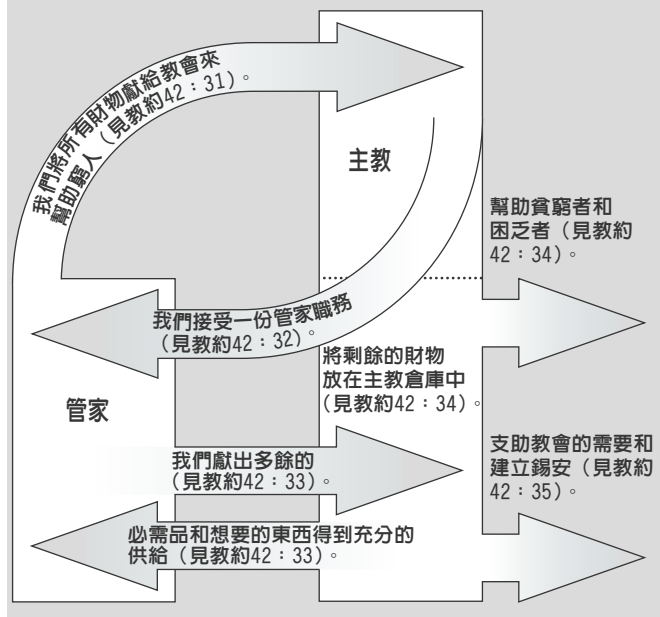 我們將所有財物獻給教會來
幫助窮人（見教約42：31）。
主教
幫助貧窮者和
困乏者（見教約
42：34）。
我們接受一份管家職務
（見教約42：32）。
將剩餘的財物
放在主教倉庫中
（見教約42：34）。
管家
我們獻出多餘的
（見教約42：33）。
支助教會的需要和
建立錫安（見教約
42：35）。
必需品和想要的東西得到充分的
供給（見教約42：33）。